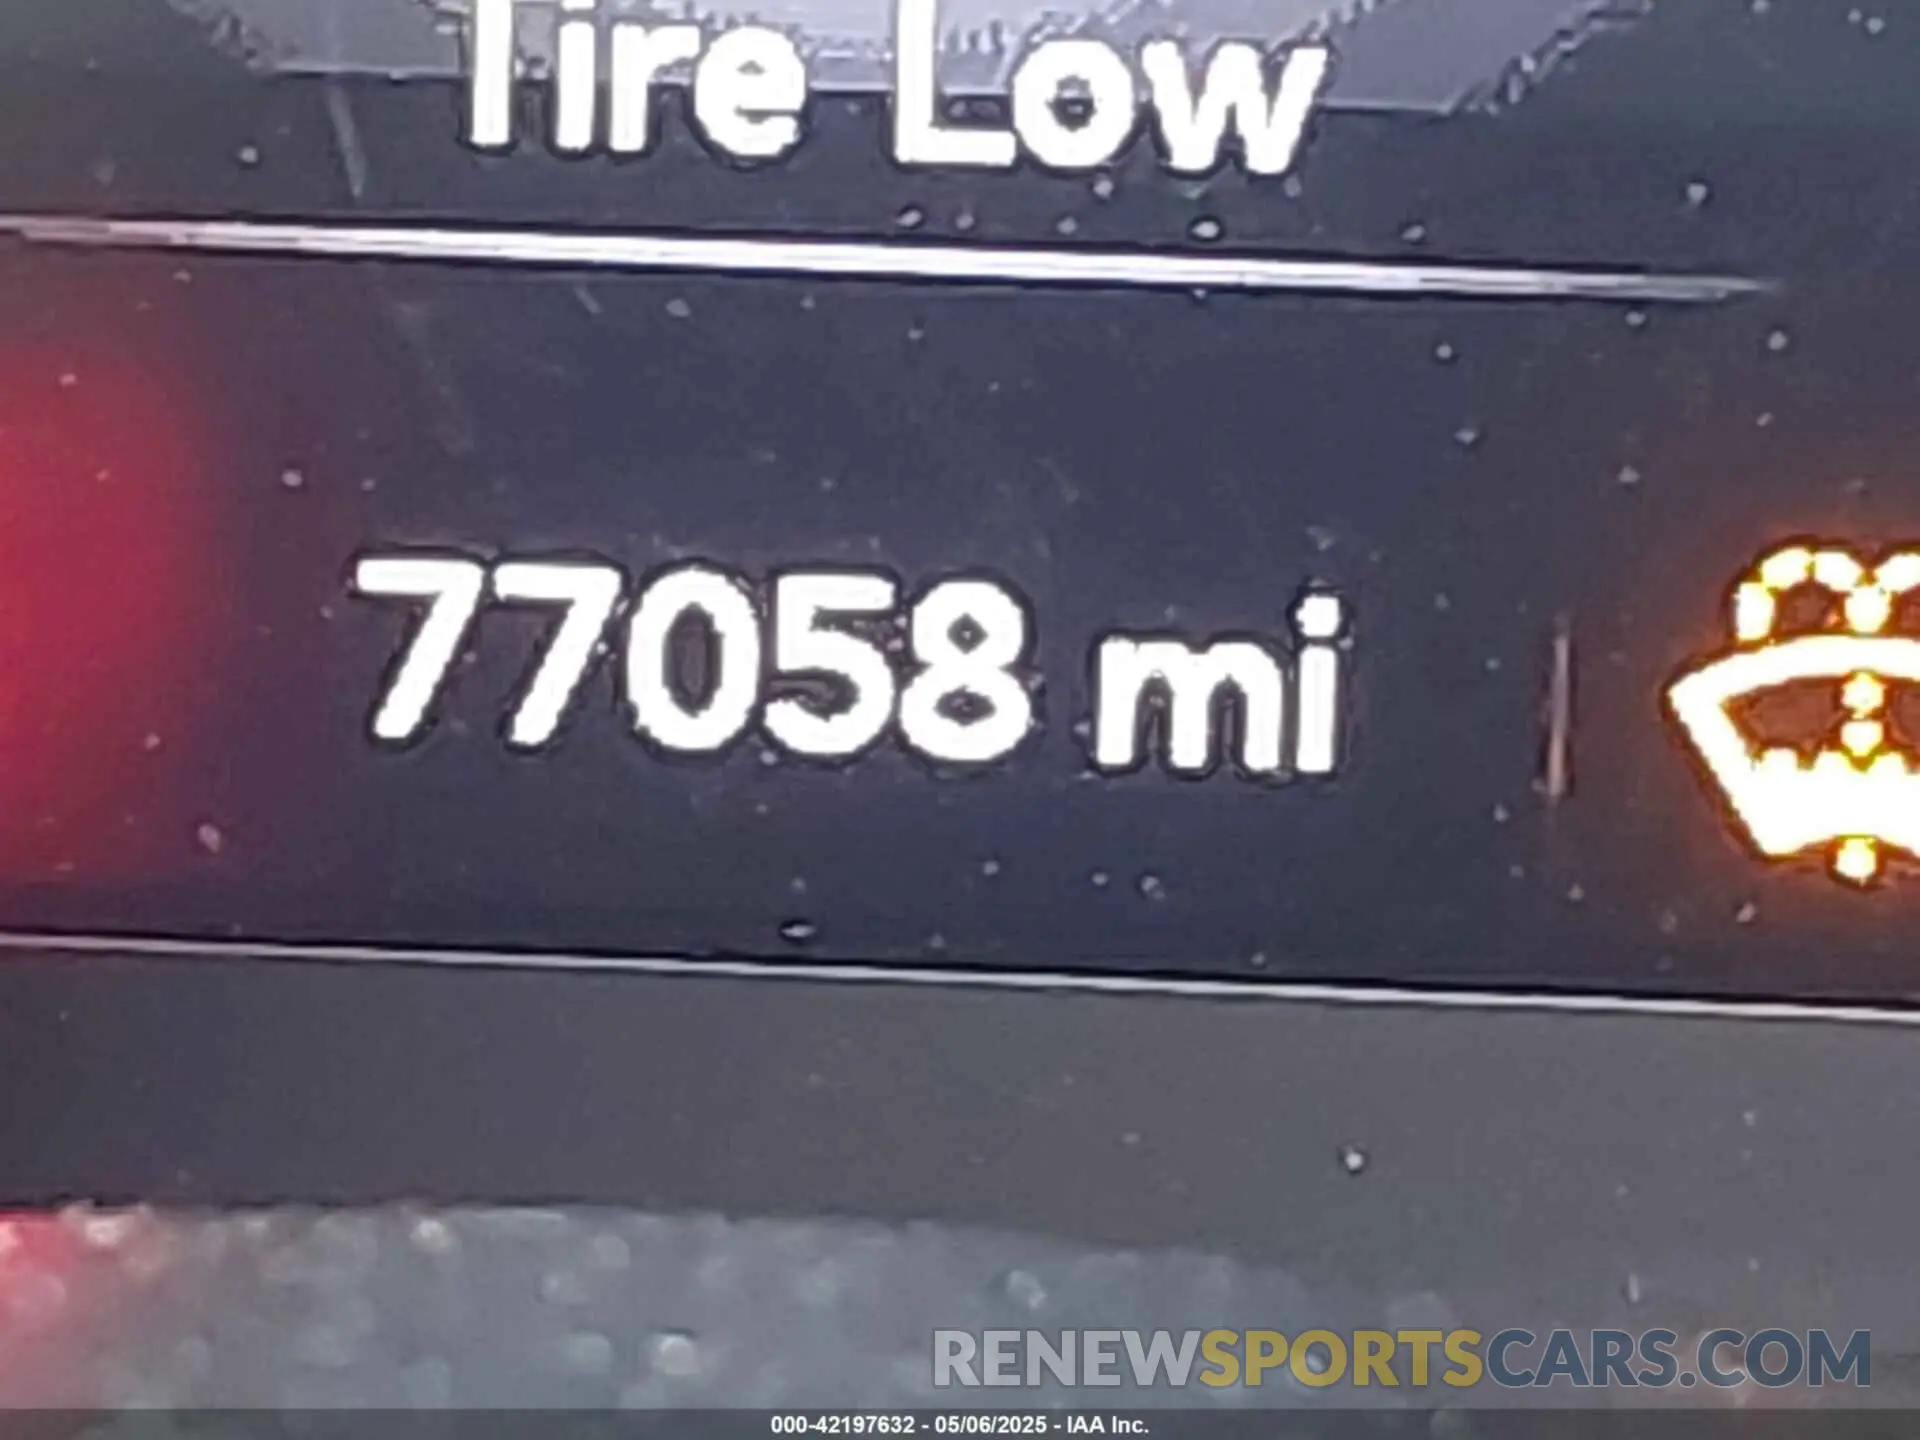 Tire Low
77058 mi
RENEWSPORTSCARS.COM
000-42197632 - 05/06/2025 - IAA Inc.